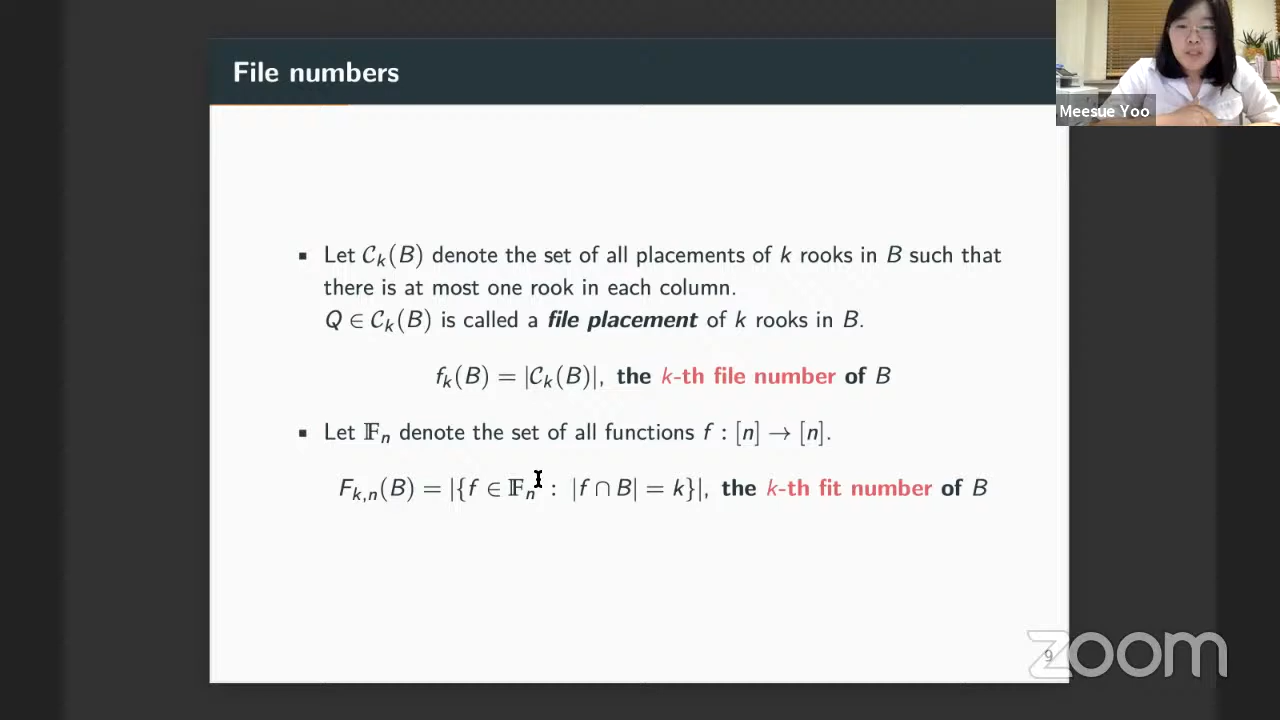 File numbers
Meesue Yoo
▪ Let 𝒞ₖ(B) denote the set of all placements of k rooks in B such that
there is at most one rook in each column.
Q ∈ 𝒞ₖ(B) is called a file placement of k rooks in B.
fₖ(B) = |𝒞ₖ(B)|, the k-th file number of B
▪ Let 𝔽ₙ denote the set of all functions f : [n] → [n].
Fₖ,ₙ(B) = |{f ∈ 𝔽ₙ : |f ∩ B| = k}|, the k-th fit number of B
9
zoom